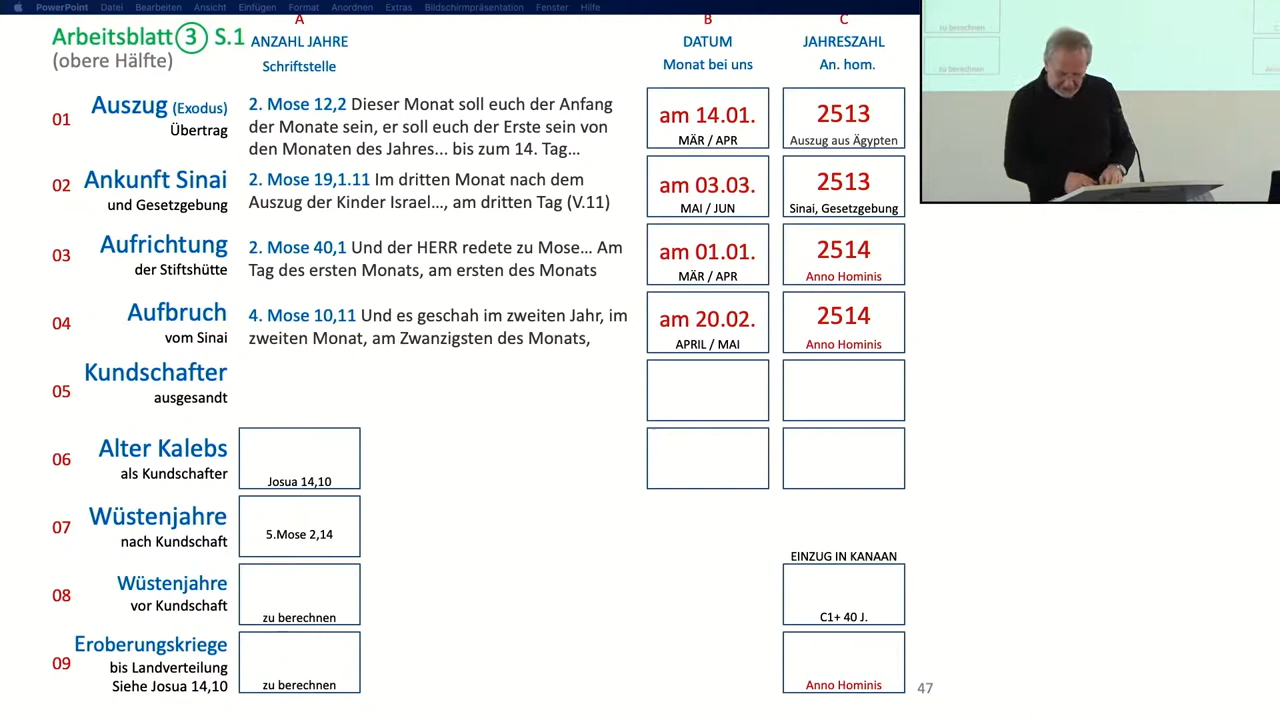 PowerPoint Datei Bearbeiten Ansicht Einfügen Format Anordnen Extras Bildschirmpräsentation Fenster Hilfe
Arbeitsblatt 3 S.1
(obere Hälfte)
A
ANZAHL JAHRE
Schriftstelle
B
DATUM
Monat bei uns
C
JAHRESZAHL
An. hom.
01
Auszug (Exodus)
Übertrag
2. Mose 12,2 Dieser Monat soll euch der Anfang
der Monate sein, er soll euch der Erste sein von
den Monaten des Jahres... bis zum 14. Tag...
am 14.01.
MÄR / APR
2513
Auszug aus Ägypten
02
Ankunft Sinai
und Gesetzgebung
2. Mose 19,1.11 Im dritten Monat nach dem
Auszug der Kinder Israel..., am dritten Tag (V.11)
am 03.03.
MAI / JUN
2513
Sinai, Gesetzgebung
03
Aufrichtung
der Stiftshütte
2. Mose 40,1 Und der HERR redete zu Mose... Am
Tag des ersten Monats, am ersten des Monats
am 01.01.
MÄR / APR
2514
Anno Hominis
04
Aufbruch
vom Sinai
4. Mose 10,11 Und es geschah im zweiten Jahr, im
zweiten Monat, am Zwanzigsten des Monats,
am 20.02.
APRIL / MAI
2514
Anno Hominis
05
Kundschafter
ausgesandt
06
Alter Kalebs
als Kundschafter
Josua 14,10
07
Wüstenjahre
nach Kundschaft
5.Mose 2,14
08
Wüstenjahre
vor Kundschaft
zu berechnen
EINZUG IN KANAAN
C1+ 40 J.
09
Eroberungskriege
bis Landverteilung
Siehe Josua 14,10
zu berechnen
Anno Hominis
47
zu berechnen
zu berechnen